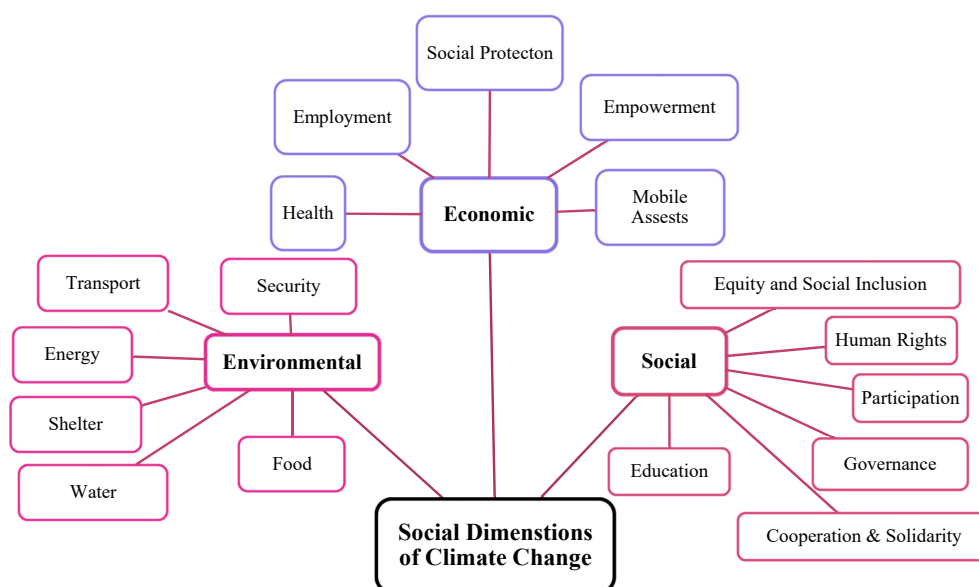 Social Protecton
Employment
Empowerment
Health
Economic
Mobile
Assests
Transport
Security
Energy
Environmental
Shelter
Water
Food
Equity and Social Inclusion
Human Rights
Social
Participation
Education
Governance
Cooperation & Solidarity
Social Dimenstions
of Climate Change